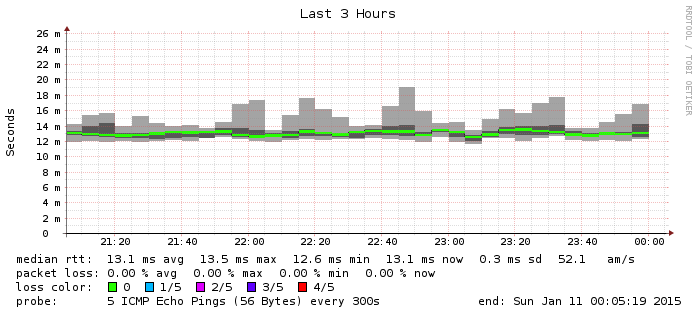 Last 3 Hours
RRDTOOL / TOBI OETIKER
Seconds
26 m
24 m
22 m
20 m
18 m
16 m
14 m
12 m
10 m
8 m
6 m
4 m
2 m
0
21:20 21:40 22:00 22:20 22:40 23:00 23:20 23:40 00:00
median rtt: 13.1 ms avg 13.5 ms max 12.6 ms min 13.1 ms now 0.3 ms sd 52.1 am/s
packet loss: 0.00 % avg 0.00 % max 0.00 % min 0.00 % now
loss color: 0 1/5 2/5 3/5 4/5
probe: 5 ICMP Echo Pings (56 Bytes) every 300s end: Sun Jan 11 00:05:19 2015